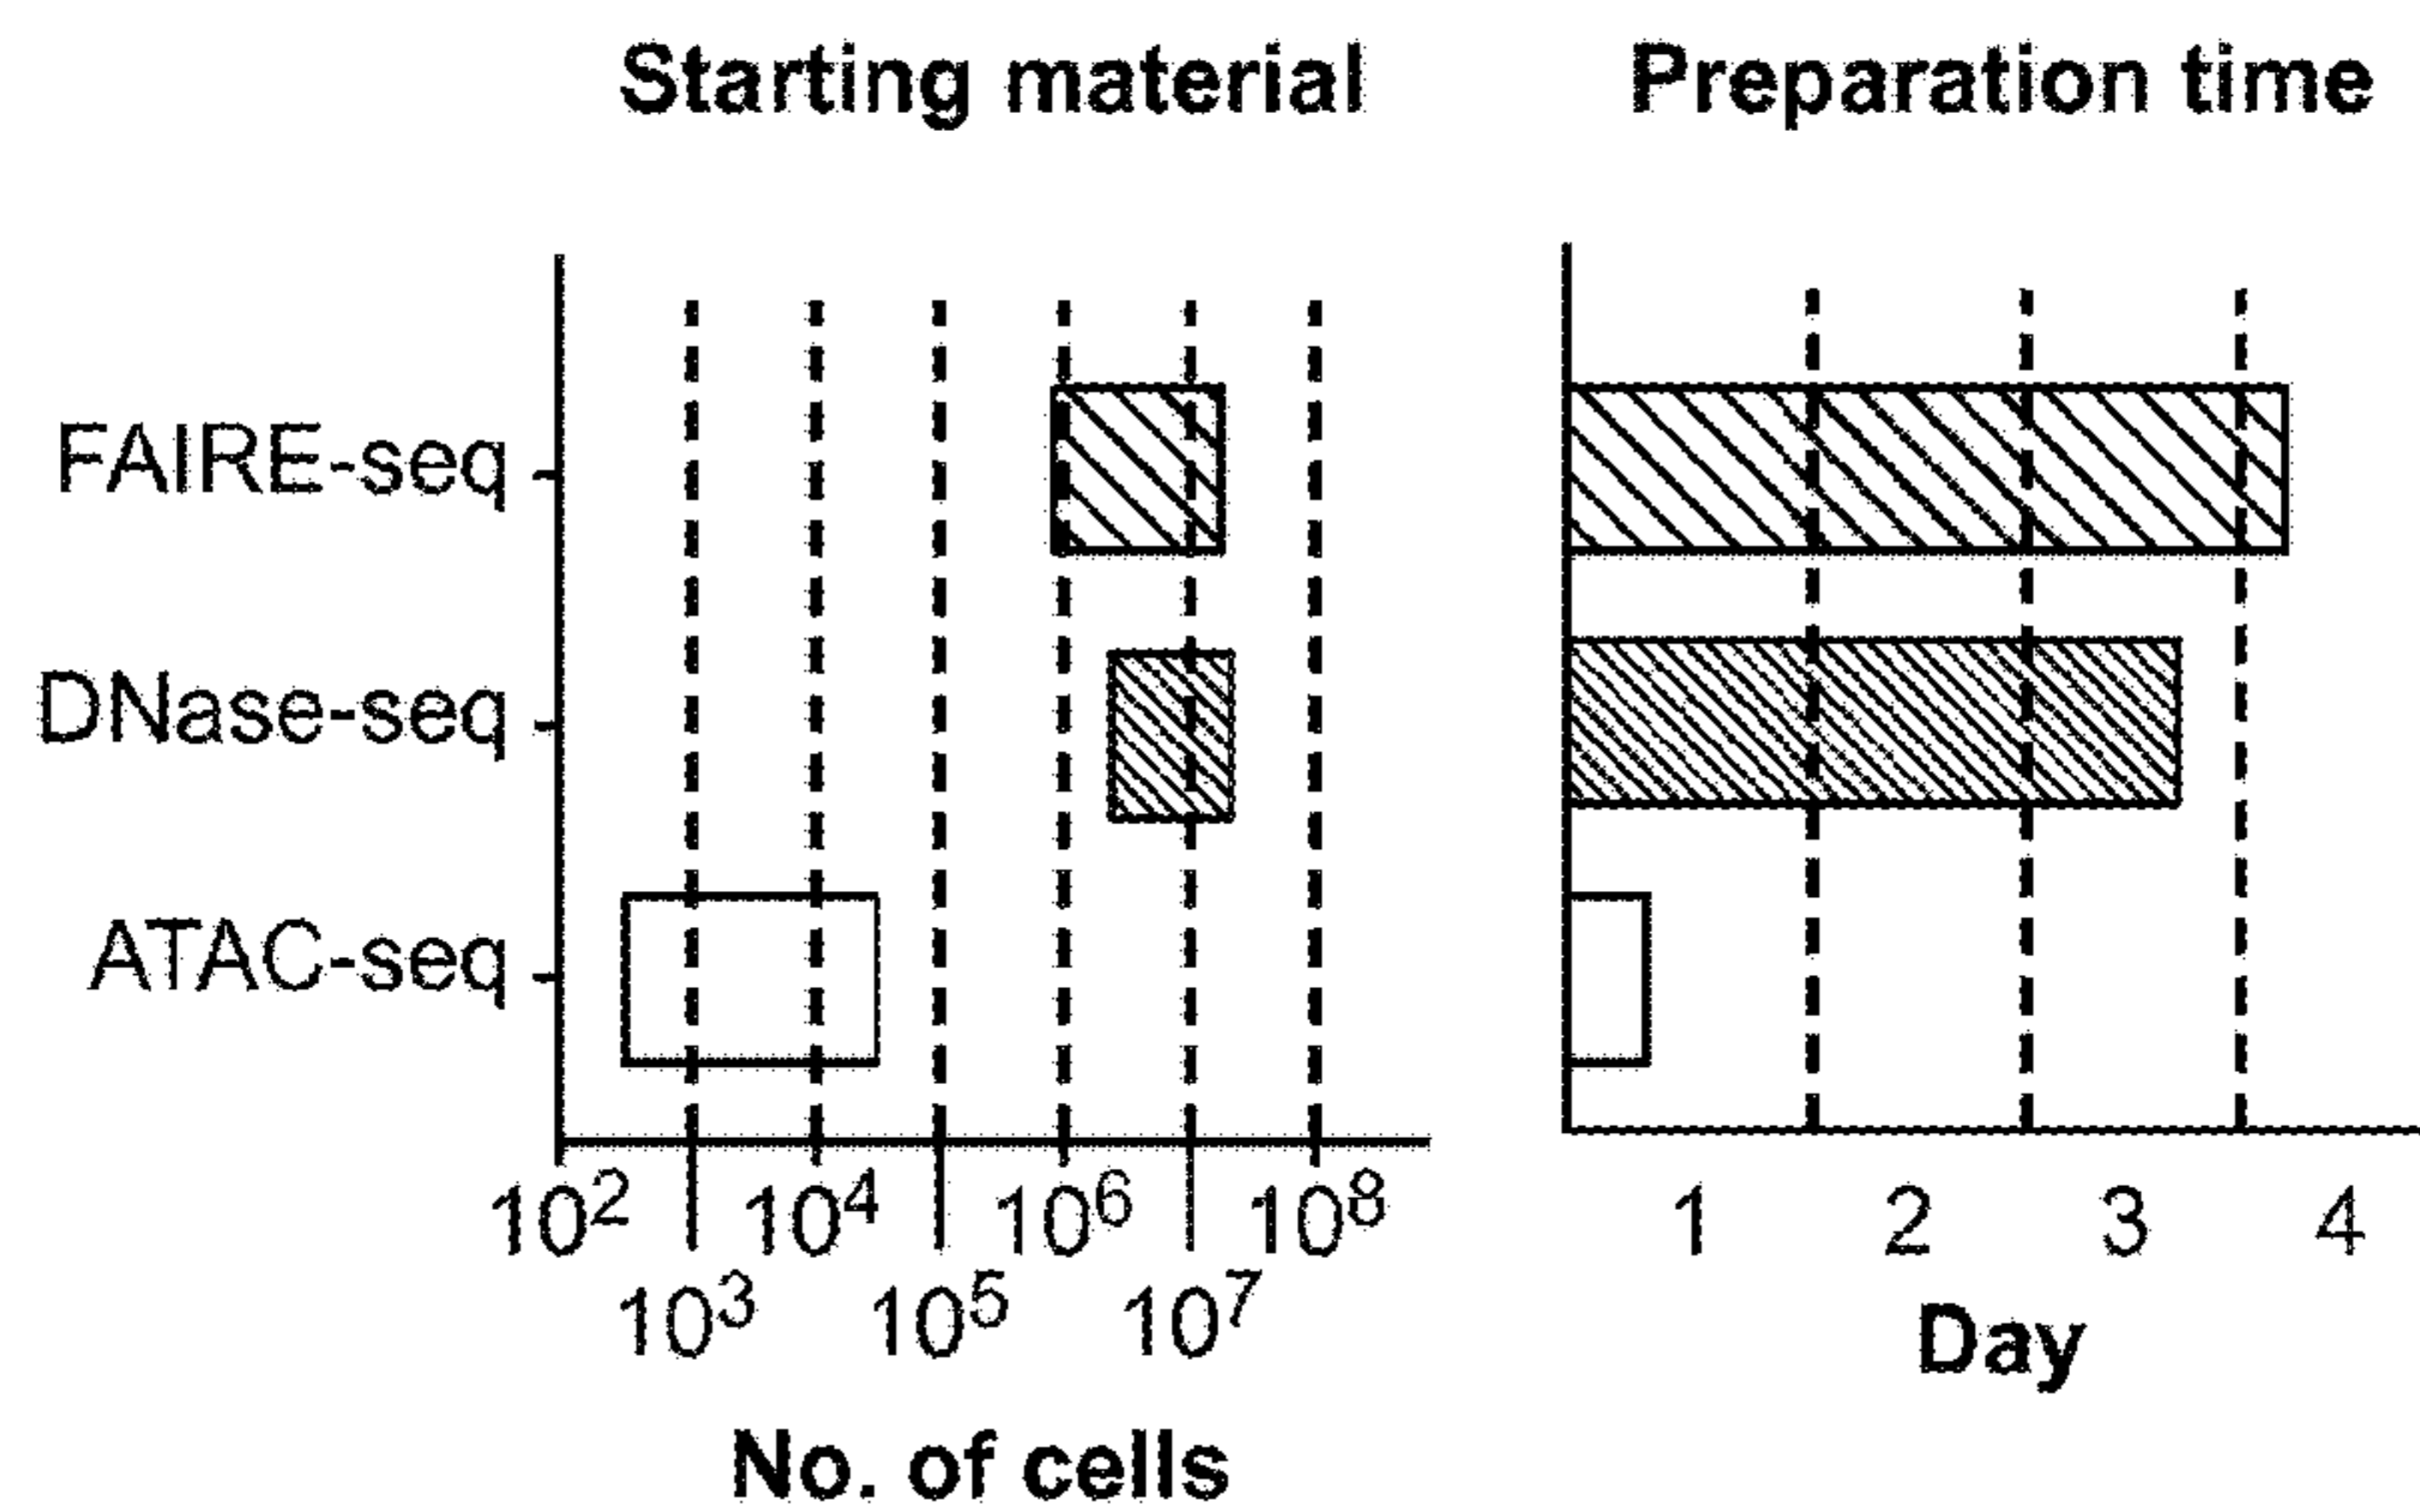 Starting material
Preparation time
FAIRE-seq
DNase-seq
ATAC-seq
10² 10⁴ 10⁶ 10⁸
10³ 10⁵ 10⁷
No. of cells
1 2 3 4
Day